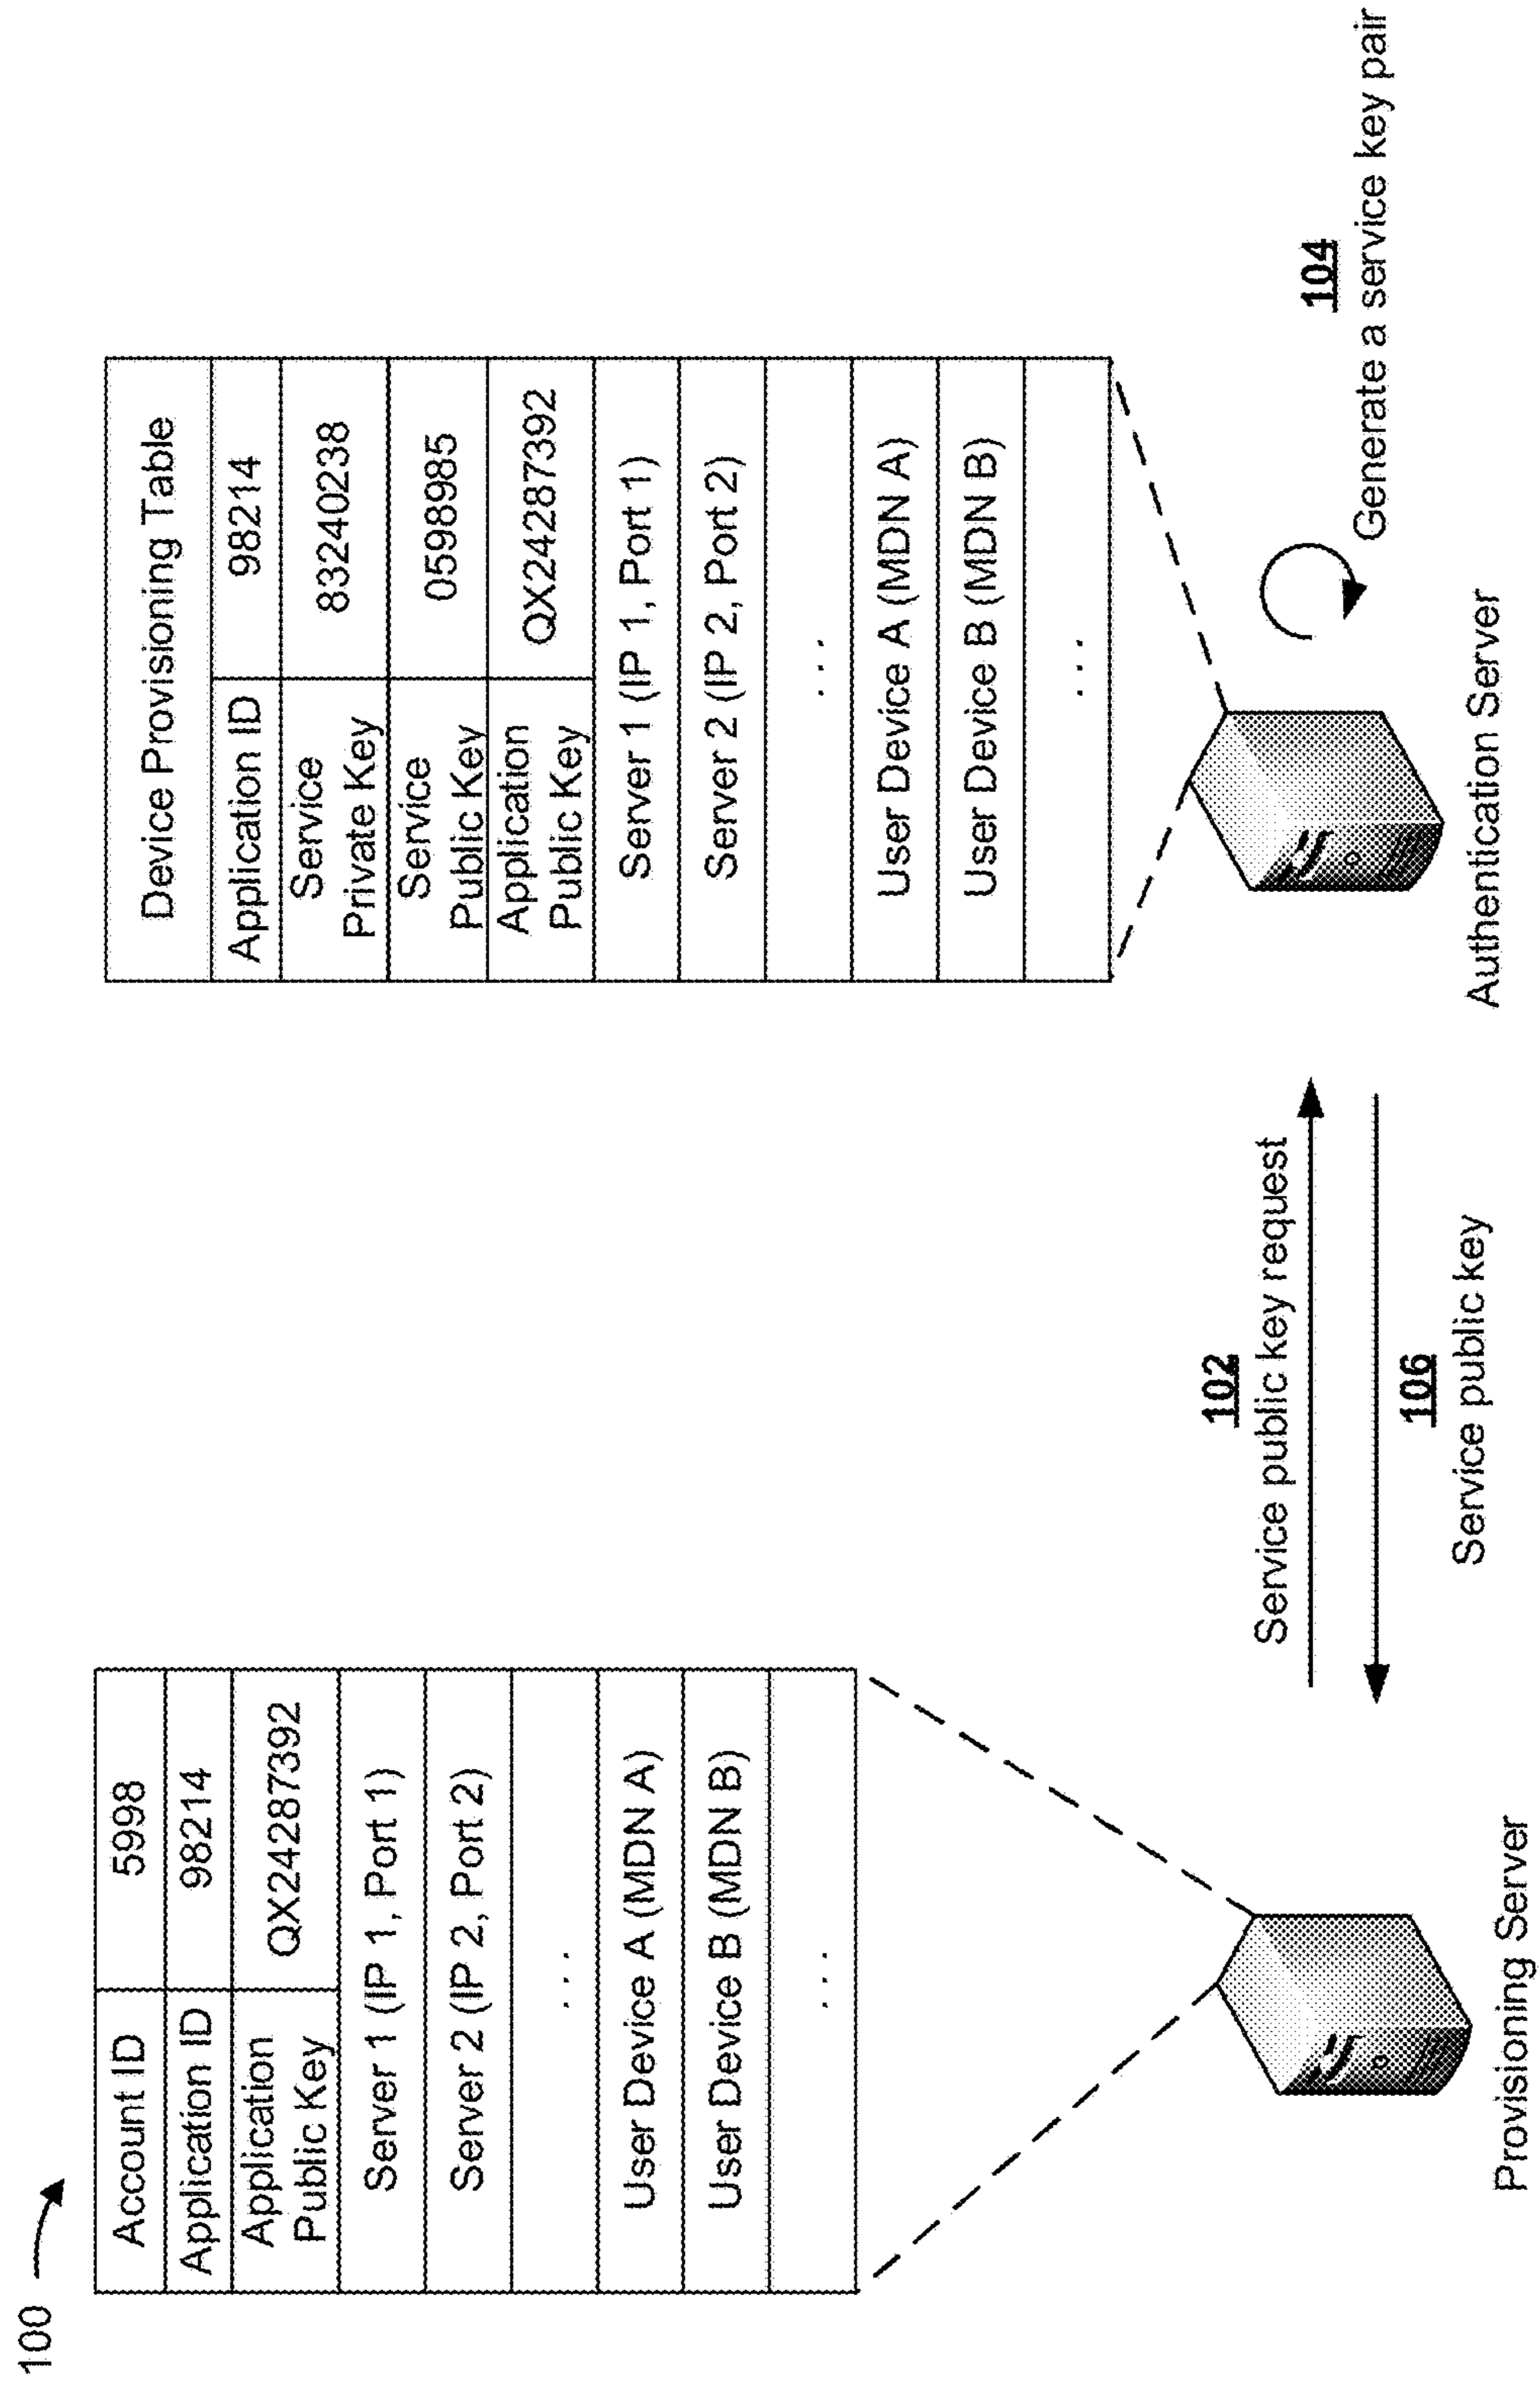 100
Account ID 5998
Application ID 98214
Application
Public Key QX24287392
Server 1 (IP 1, Port 1)
Server 2 (IP 2, Port 2)
...
User Device A (MDN A)
User Device B (MDN B)
...
Provisioning Server
102
Service public key request
106
Service public key
Device Provisioning Table
Application ID 98214
Service
Private Key 83240238
Service
Public Key 0598985
Application
Public Key QX24287392
Server 1 (IP 1, Port 1)
Server 2 (IP 2, Port 2)
...
User Device A (MDN A)
User Device B (MDN B)
...
Authentication Server
104
Generate a service key pair